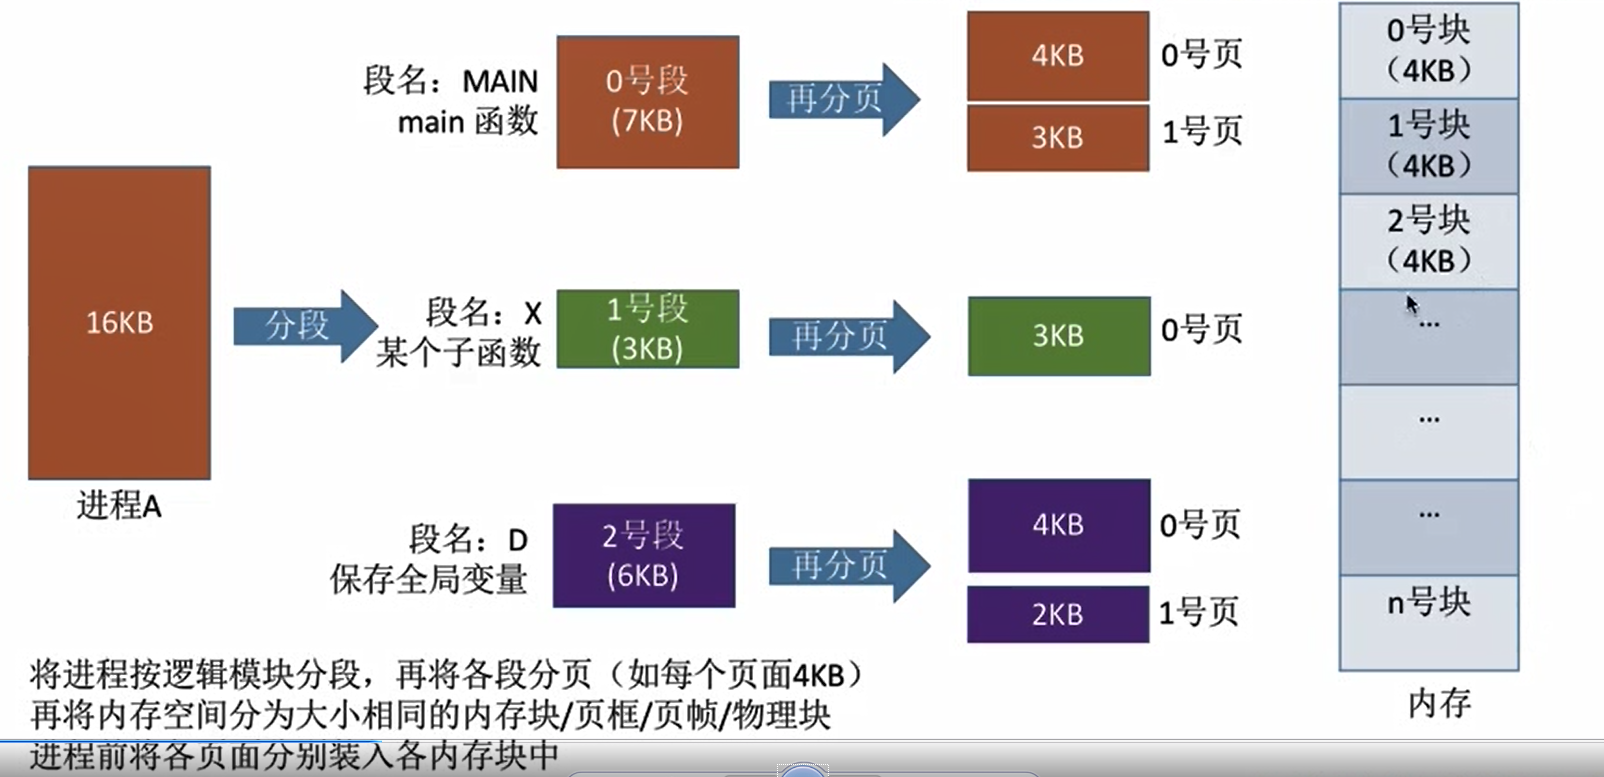 段名：MAIN
main 函数
0号段
(7KB)
再分页
4KB
0号页
3KB
1号页
16KB
进程A
分段
段名：X
某个子函数
1号段
(3KB)
再分页
3KB
0号页
段名：D
保存全局变量
2号段
(6KB)
再分页
4KB
0号页
2KB
1号页
0号块
（4KB）
1号块
（4KB）
2号块
（4KB）
...
...
...
n号块
内存
将进程按逻辑模块分段，再将各段分页（如每个页面4KB）
再将内存空间分为大小相同的内存块/页框/页帧/物理块
进程前将各页面分别装入各内存块中